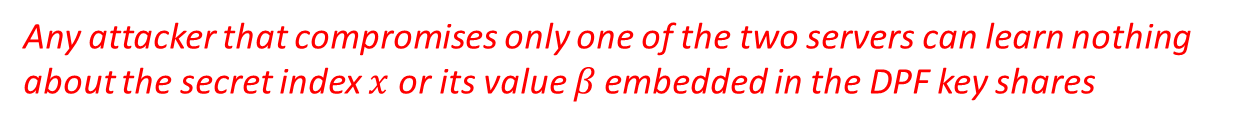 Any attacker that compromises only one of the two servers can learn nothing
about the secret index 𝑥 or its value 𝛽 embedded in the DPF key shares